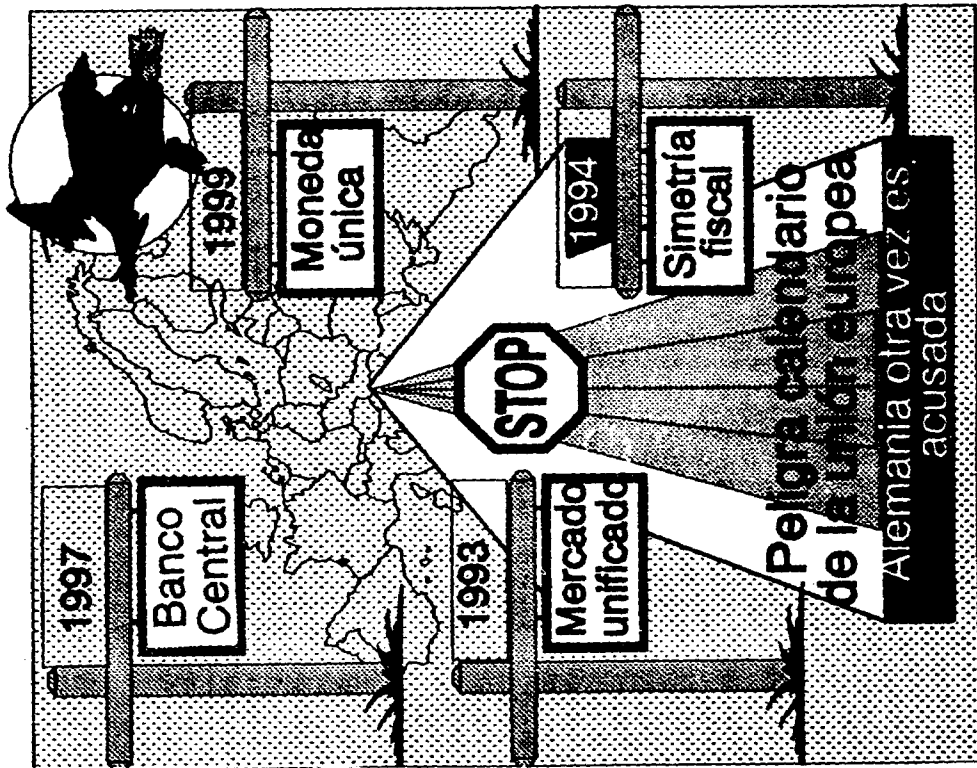 1997
Banco
Central
1999
Moneda
única
1993
Mercado
unificado
STOP
1994
Simetría
fiscal
Peligra calendario
de la unión europea
Alemania otra vez es
acusada